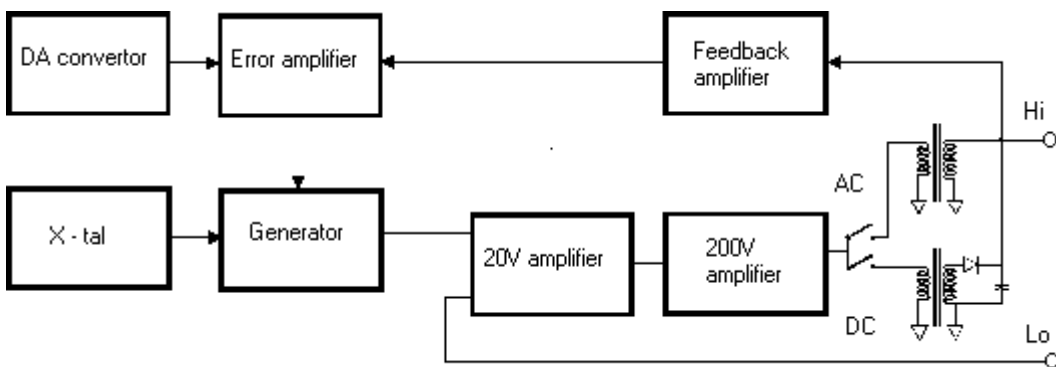 DA convertor
Error amplifier
Feedback
amplifier
Hi
AC
X - tal
Generator
20V amplifier
200V
amplifier
DC
Lo